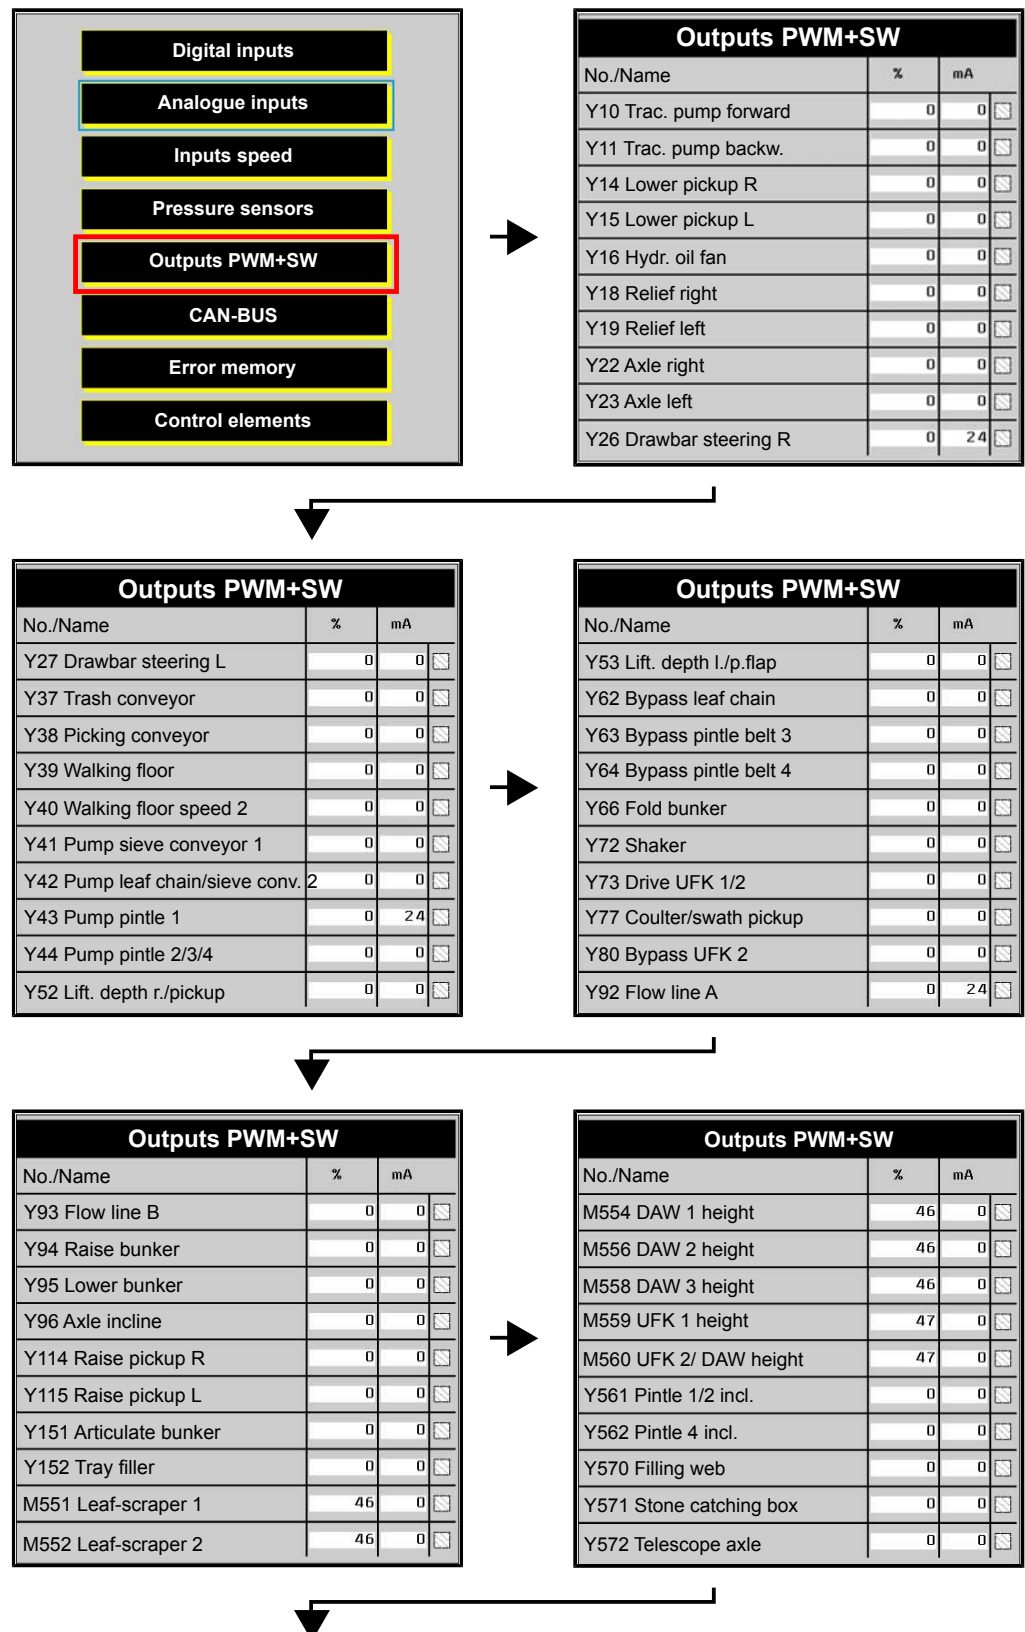 Digital inputs
Analogue inputs
Inputs speed
Pressure sensors
Outputs PWM+SW
CAN-BUS
Error memory
Control elements
Outputs PWM+SW
No./Name % mA
Y10 Trac. pump forward 0 0
Y11 Trac. pump backw. 0 0
Y14 Lower pickup R 0 0
Y15 Lower pickup L 0 0
Y16 Hydr. oil fan 0 0
Y18 Relief right 0 0
Y19 Relief left 0 0
Y22 Axle right 0 0
Y23 Axle left 0 0
Y26 Drawbar steering R 0 24
Outputs PWM+SW
No./Name % mA
Y27 Drawbar steering L 0 0
Y37 Trash conveyor 0 0
Y38 Picking conveyor 0 0
Y39 Walking floor 0 0
Y40 Walking floor speed 2 0 0
Y41 Pump sieve conveyor 1 0 0
Y42 Pump leaf chain/sieve conv. 2 0 0
Y43 Pump pintle 1 0 24
Y44 Pump pintle 2/3/4 0 0
Y52 Lift. depth r./pickup 0 0
Outputs PWM+SW
No./Name % mA
Y53 Lift. depth l./p.flap 0 0
Y62 Bypass leaf chain 0 0
Y63 Bypass pintle belt 3 0 0
Y64 Bypass pintle belt 4 0 0
Y66 Fold bunker 0 0
Y72 Shaker 0 0
Y73 Drive UFK 1/2 0 0
Y77 Coulter/swath pickup 0 0
Y80 Bypass UFK 2 0 0
Y92 Flow line A 0 24
Outputs PWM+SW
No./Name % mA
Y93 Flow line B 0 0
Y94 Raise bunker 0 0
Y95 Lower bunker 0 0
Y96 Axle incline 0 0
Y114 Raise pickup R 0 0
Y115 Raise pickup L 0 0
Y151 Articulate bunker 0 0
Y152 Tray filler 0 0
M551 Leaf-scraper 1 46 0
M552 Leaf-scraper 2 46 0
Outputs PWM+SW
No./Name % mA
M554 DAW 1 height 46 0
M556 DAW 2 height 46 0
M558 DAW 3 height 46 0
M559 UFK 1 height 47 0
M560 UFK 2/ DAW height 47 0
Y561 Pintle 1/2 incl. 0 0
Y562 Pintle 4 incl. 0 0
Y570 Filling web 0 0
Y571 Stone catching box 0 0
Y572 Telescope axle 0 0